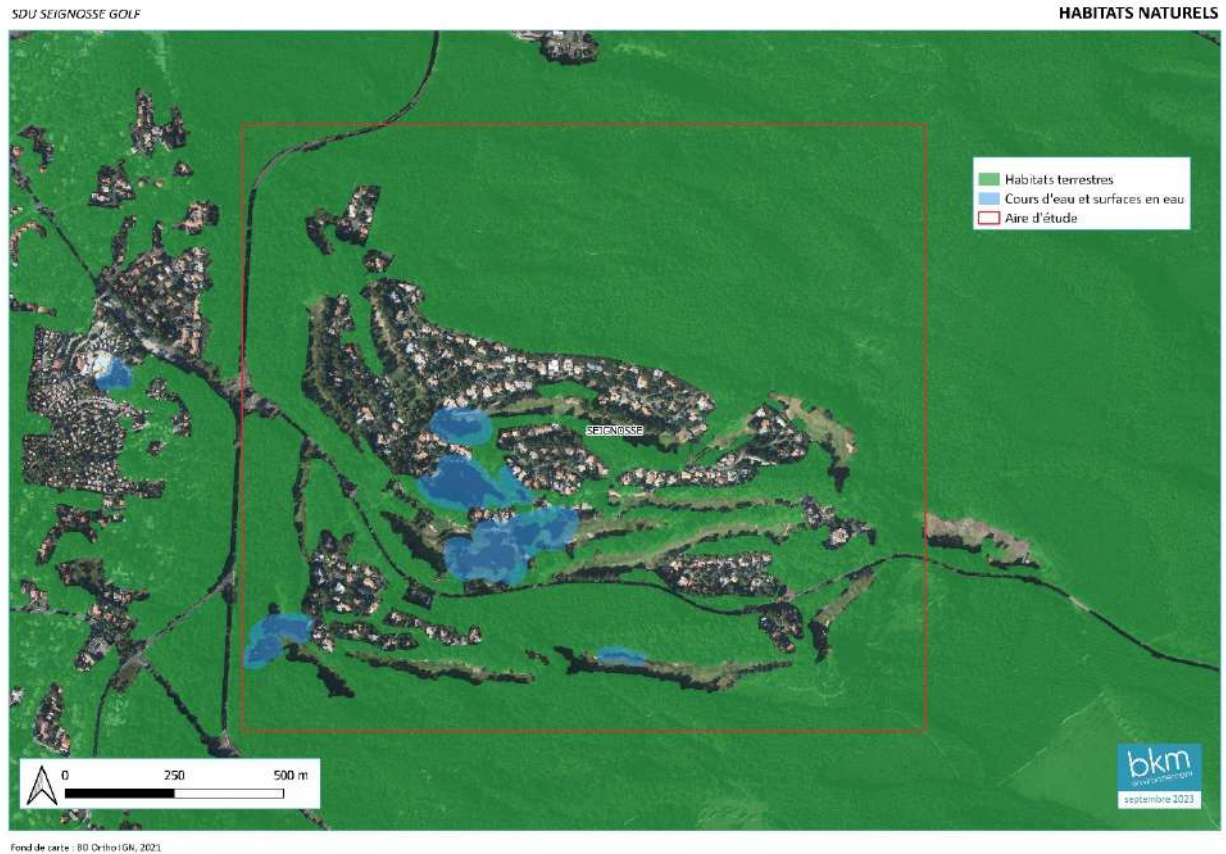 SDU SEIGNOSSE GOLF
HABITATS NATURELS
Habitats terrestres
Cours d'eau et surfaces en eau
Aire d'étude
SEIGNOSSE
0 250 500 m
bkm
environnement
septembre 2023
Fond de carte : BD Ortho IGN, 2021